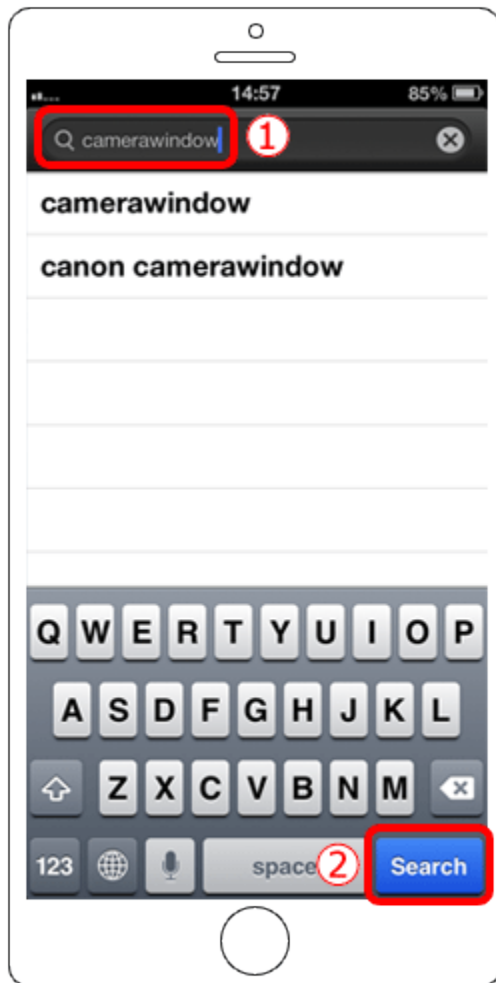 14:57 85%
camerawindow ①
camerawindow
canon camerawindow
Q W E R T Y U I O P
A S D F G H J K L
Z X C V B N M
123 space ② Search